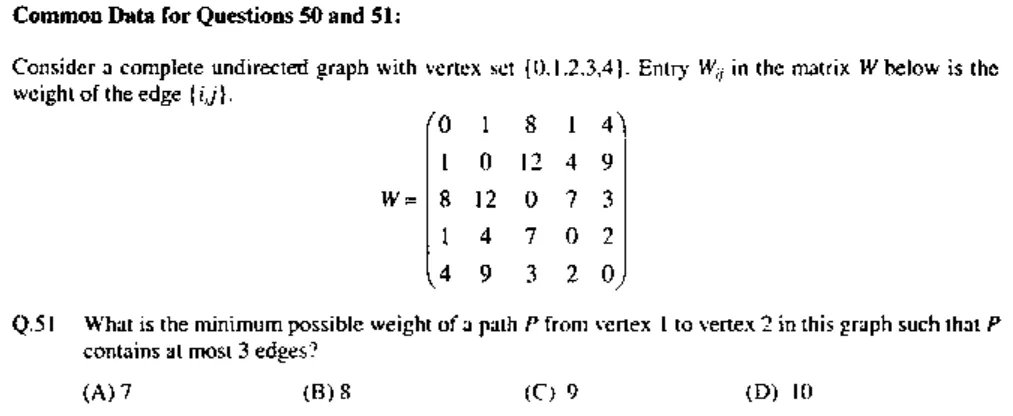 Common Data for Questions 50 and 51:
Consider a complete undirected graph with vertex set {0,1,2,3,4}. Entry Wij in the matrix W below is the
weight of the edge {i,j}.
0 1 8 1 4
1 0 12 4 9
W = 8 12 0 7 3
1 4 7 0 2
4 9 3 2 0
Q.51 What is the minimum possible weight of a path P from vertex 1 to vertex 2 in this graph such that P
contains at most 3 edges?
(A) 7 (B) 8 (C) 9 (D) 10